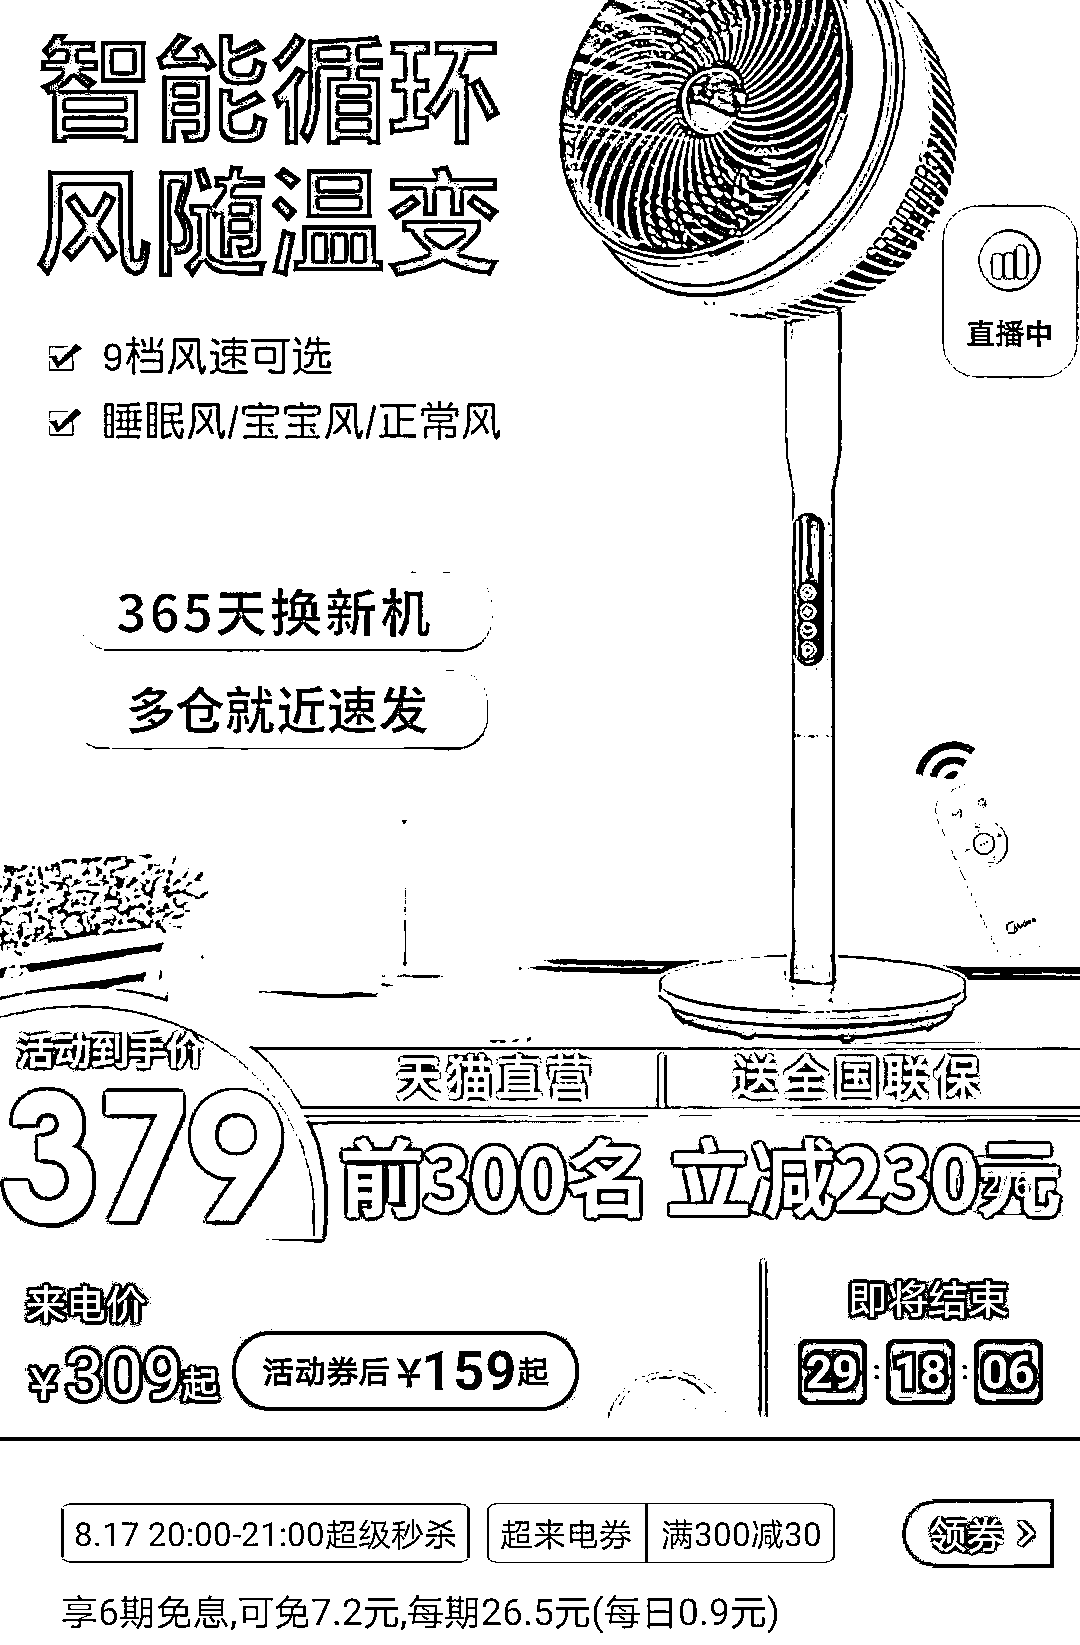 智能循环
风随温变
直播中
9档风速可选
睡眠风/宝宝风/正常风
365天换新机
多仓就近速发
活动到手价
379
天猫直营 送全国联保
前300名 立减230元
来电价
¥309起 活动券后¥159起
即将结束
29:18:06
8.17 20:00-21:00超级秒杀 超来电券 满300减30 领券
享6期免息,可免7.2元,每期26.5元(每日0.9元)